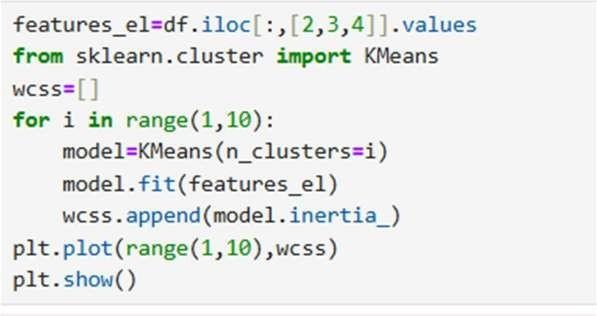 features_el=df.iloc[:,[2,3,4]].values
from sklearn.cluster import KMeans
wcss=[]
for i in range(1,10):
    model=KMeans(n_clusters=i)
    model.fit(features_el)
    wcss.append(model.inertia_)
plt.plot(range(1,10),wcss)
plt.show()